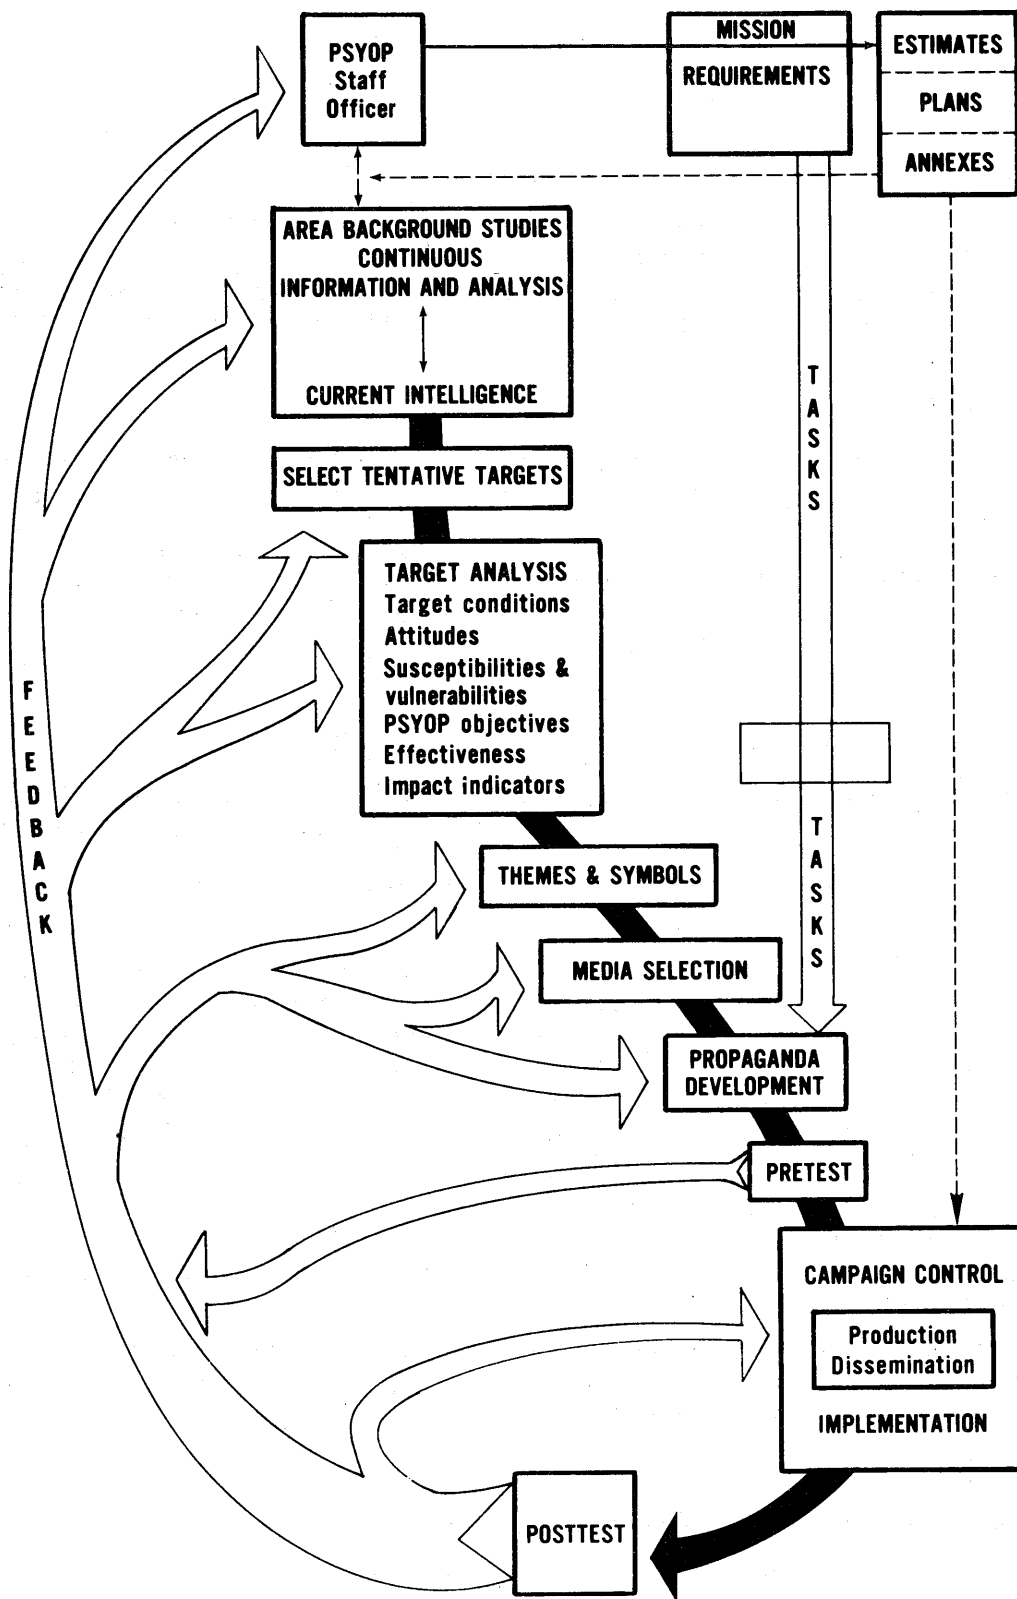 PSYOP
Staff
Officer
MISSION
REQUIREMENTS
ESTIMATES
PLANS
ANNEXES
AREA BACKGROUND STUDIES
CONTINUOUS
INFORMATION AND ANALYSIS
CURRENT INTELLIGENCE
SELECT TENTATIVE TARGETS
TASKS
TARGET ANALYSIS
Target conditions
Attitudes
Susceptibilities &
vulnerabilities
PSYOP objectives
Effectiveness
Impact indicators
FEEDBACK
TASKS
THEMES & SYMBOLS
MEDIA SELECTION
PROPAGANDA
DEVELOPMENT
PRETEST
CAMPAIGN CONTROL
Production
Dissemination
IMPLEMENTATION
POSTTEST